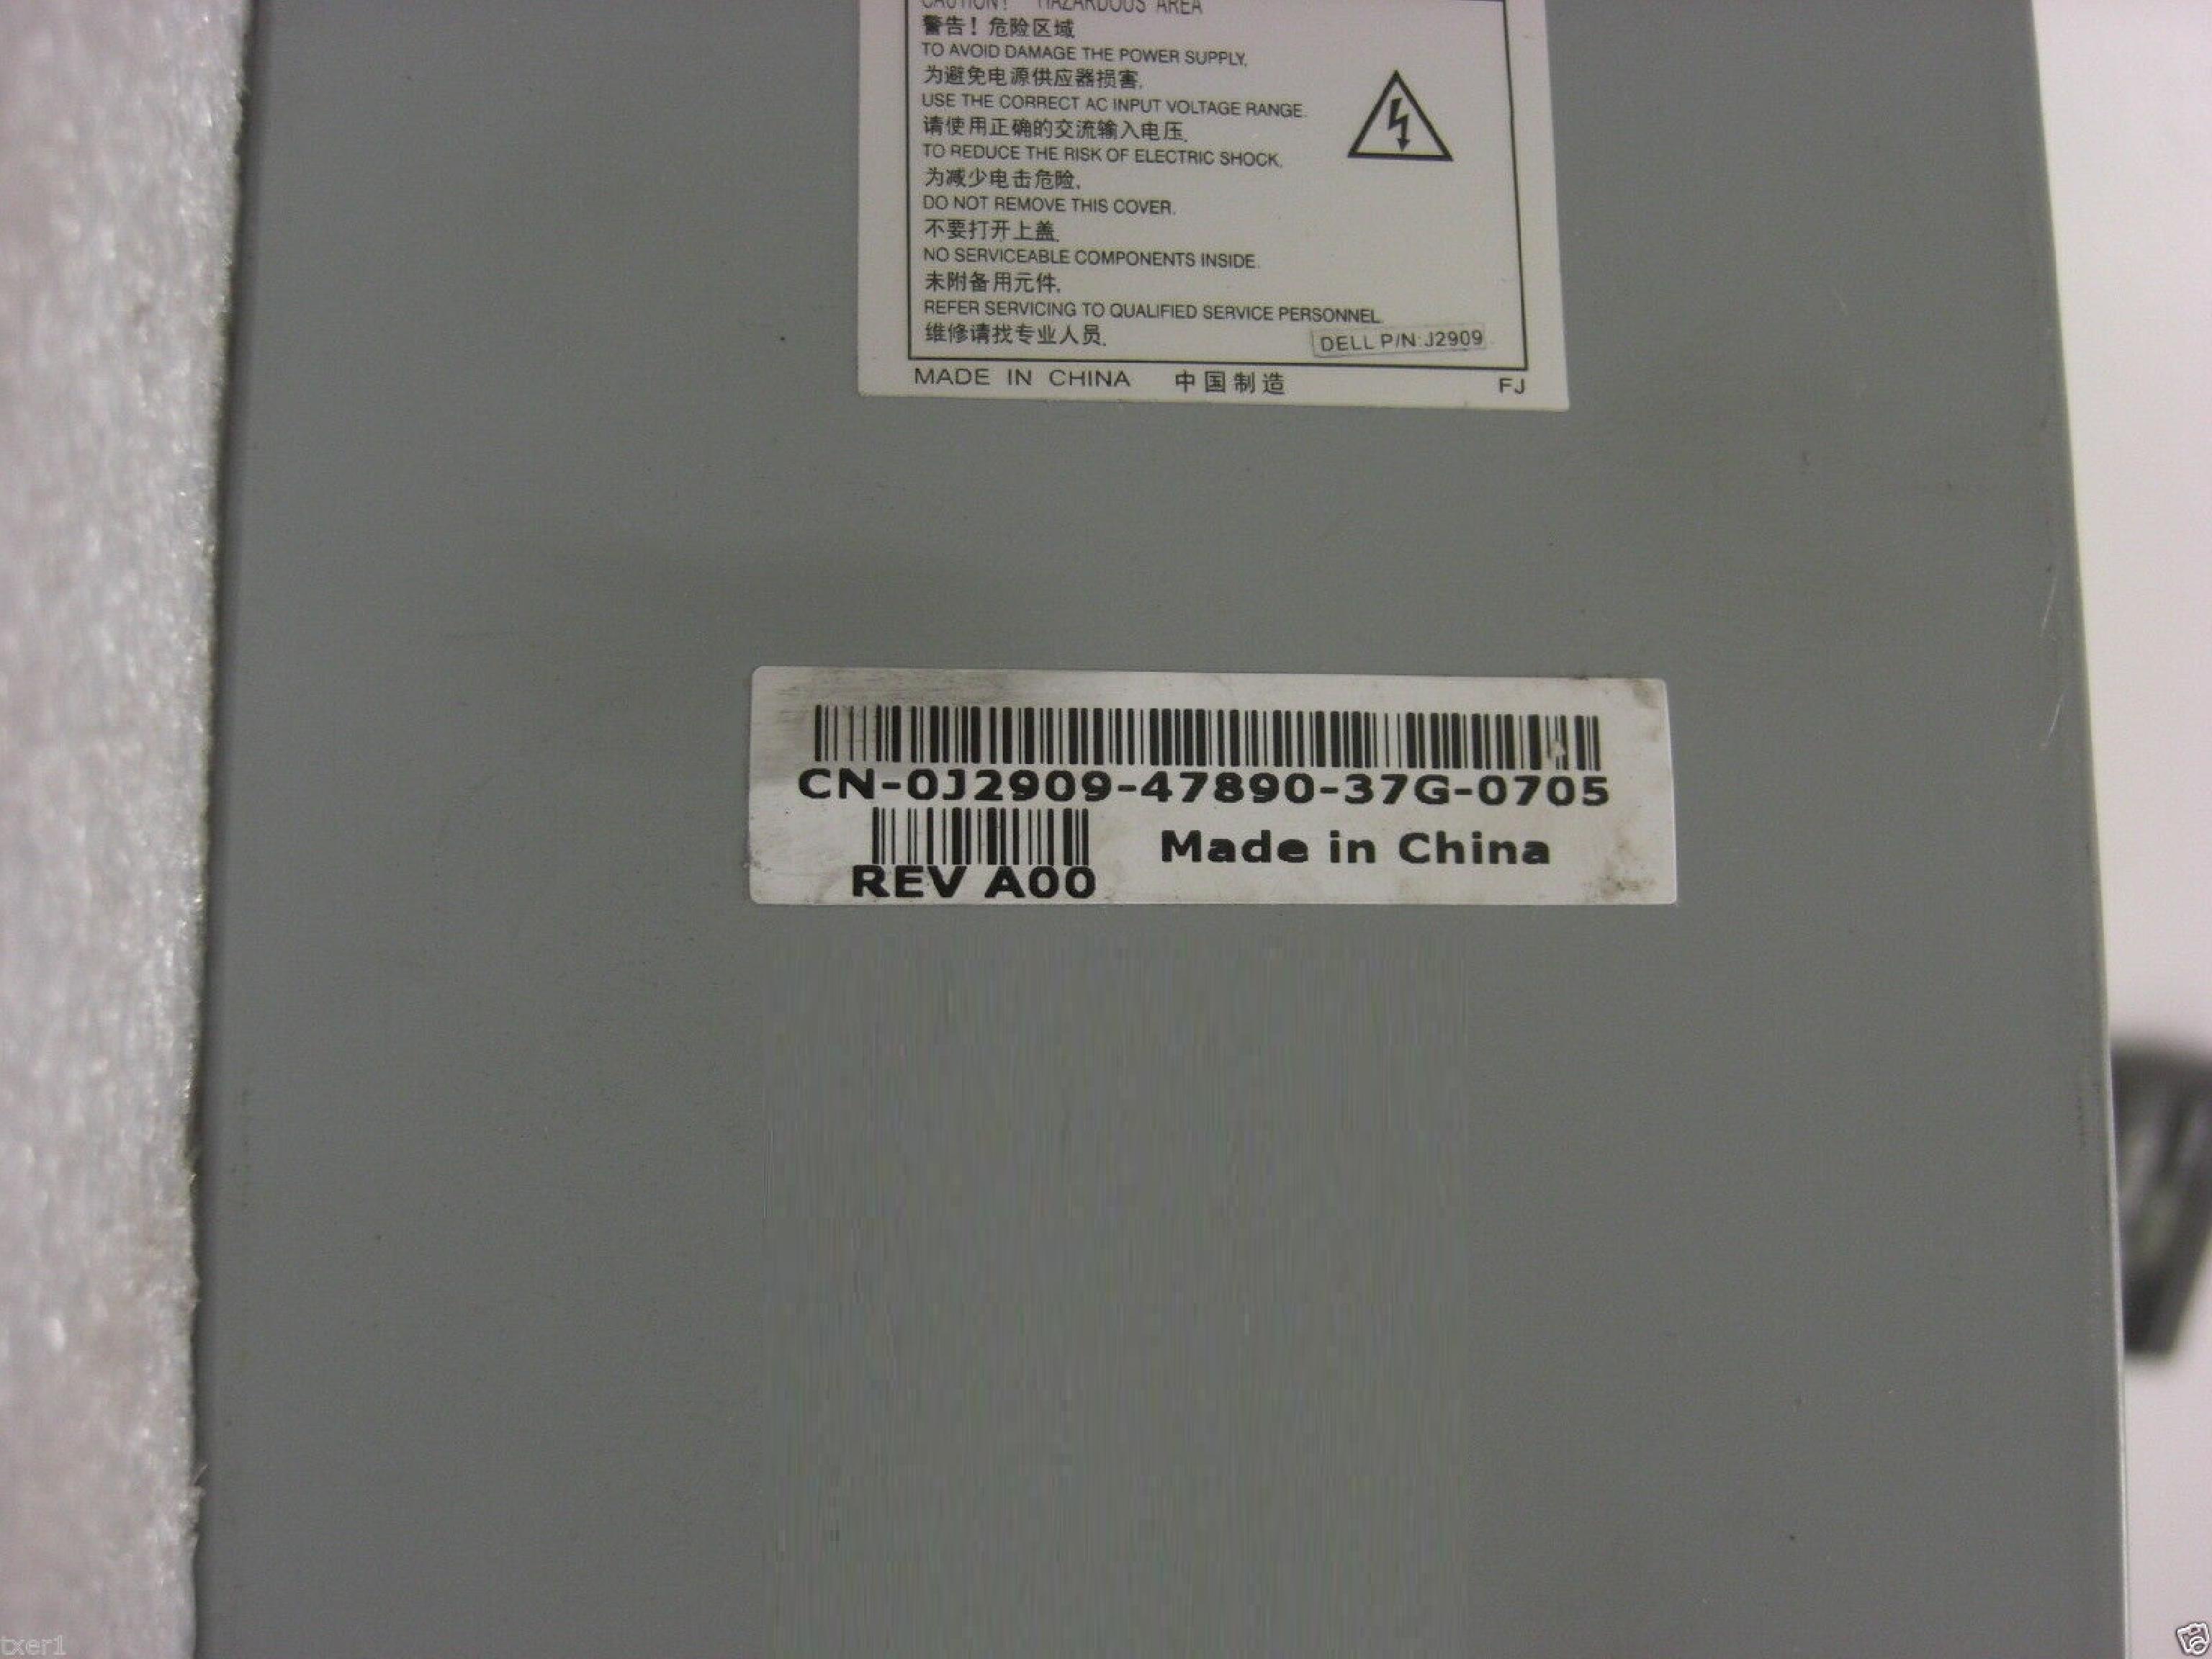 CAUTION! HAZARDOUS AREA
警告！危险区域
TO AVOID DAMAGE THE POWER SUPPLY,
为避免电源供应器损害,
USE THE CORRECT AC INPUT VOLTAGE RANGE.
请使用正确的交流输入电压.
TO REDUCE THE RISK OF ELECTRIC SHOCK,
为减少电击危险,
DO NOT REMOVE THIS COVER.
不要打开上盖.
NO SERVICEABLE COMPONENTS INSIDE.
未附备用元件.
REFER SERVICING TO QUALIFIED SERVICE PERSONNEL.
维修请找专业人员.
DELL P/N:J2909
MADE IN CHINA 中国制造 FJ
CN-0J2909-47890-37G-0705
Made in China
REV A00
txer1